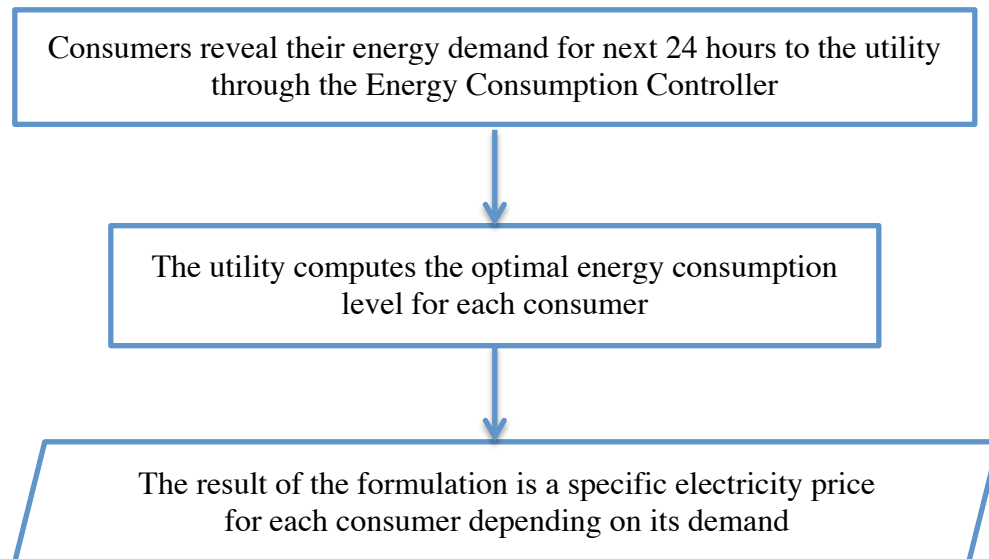 Consumers reveal their energy demand for next 24 hours to the utility
through the Energy Consumption Controller
The utility computes the optimal energy consumption
level for each consumer
The result of the formulation is a specific electricity price
for each consumer depending on its demand